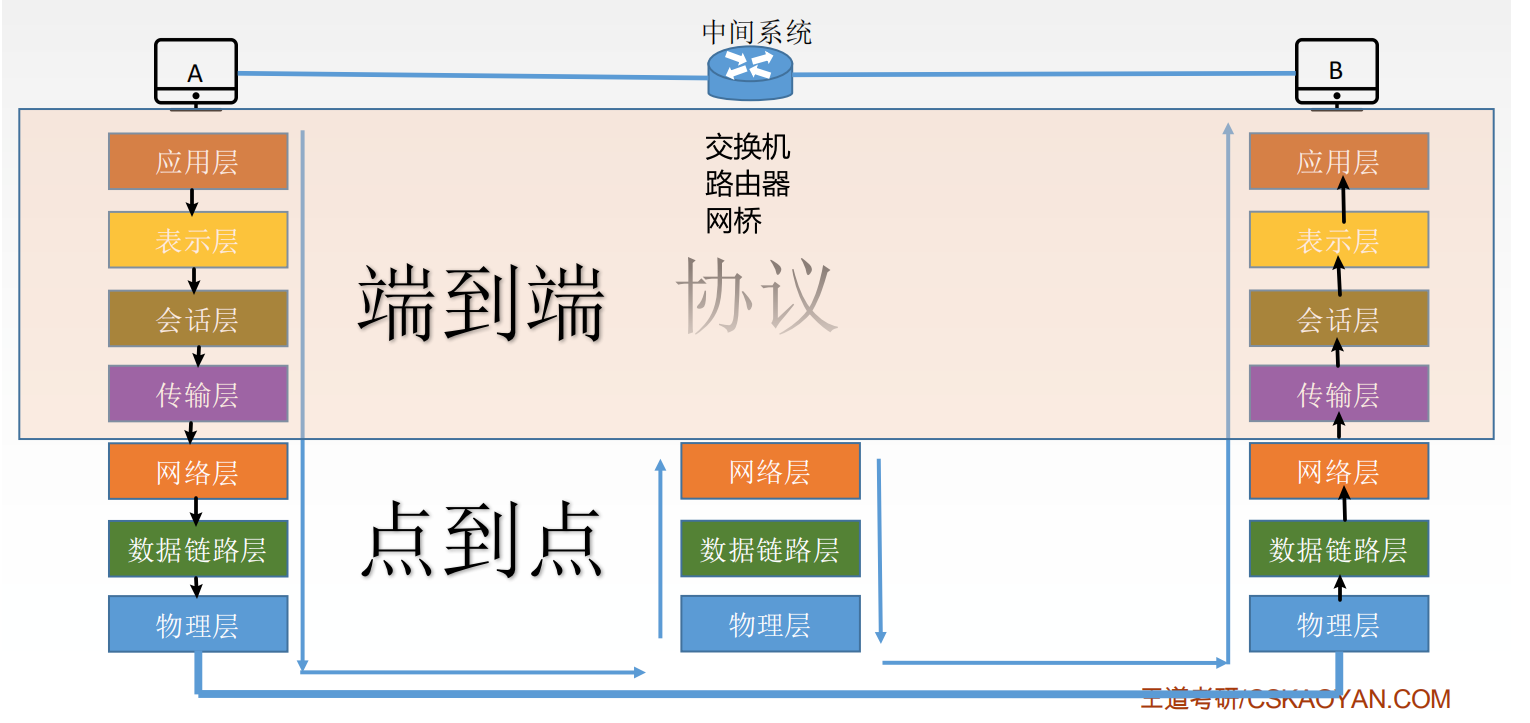 中间系统
A
B
交换机
路由器
网桥
应用层
表示层
会话层
传输层
网络层
数据链路层
物理层
端到端
协议
点到点
网络层
数据链路层
物理层
应用层
表示层
会话层
传输层
网络层
数据链路层
物理层
王道考研/CSKAOYAN.COM